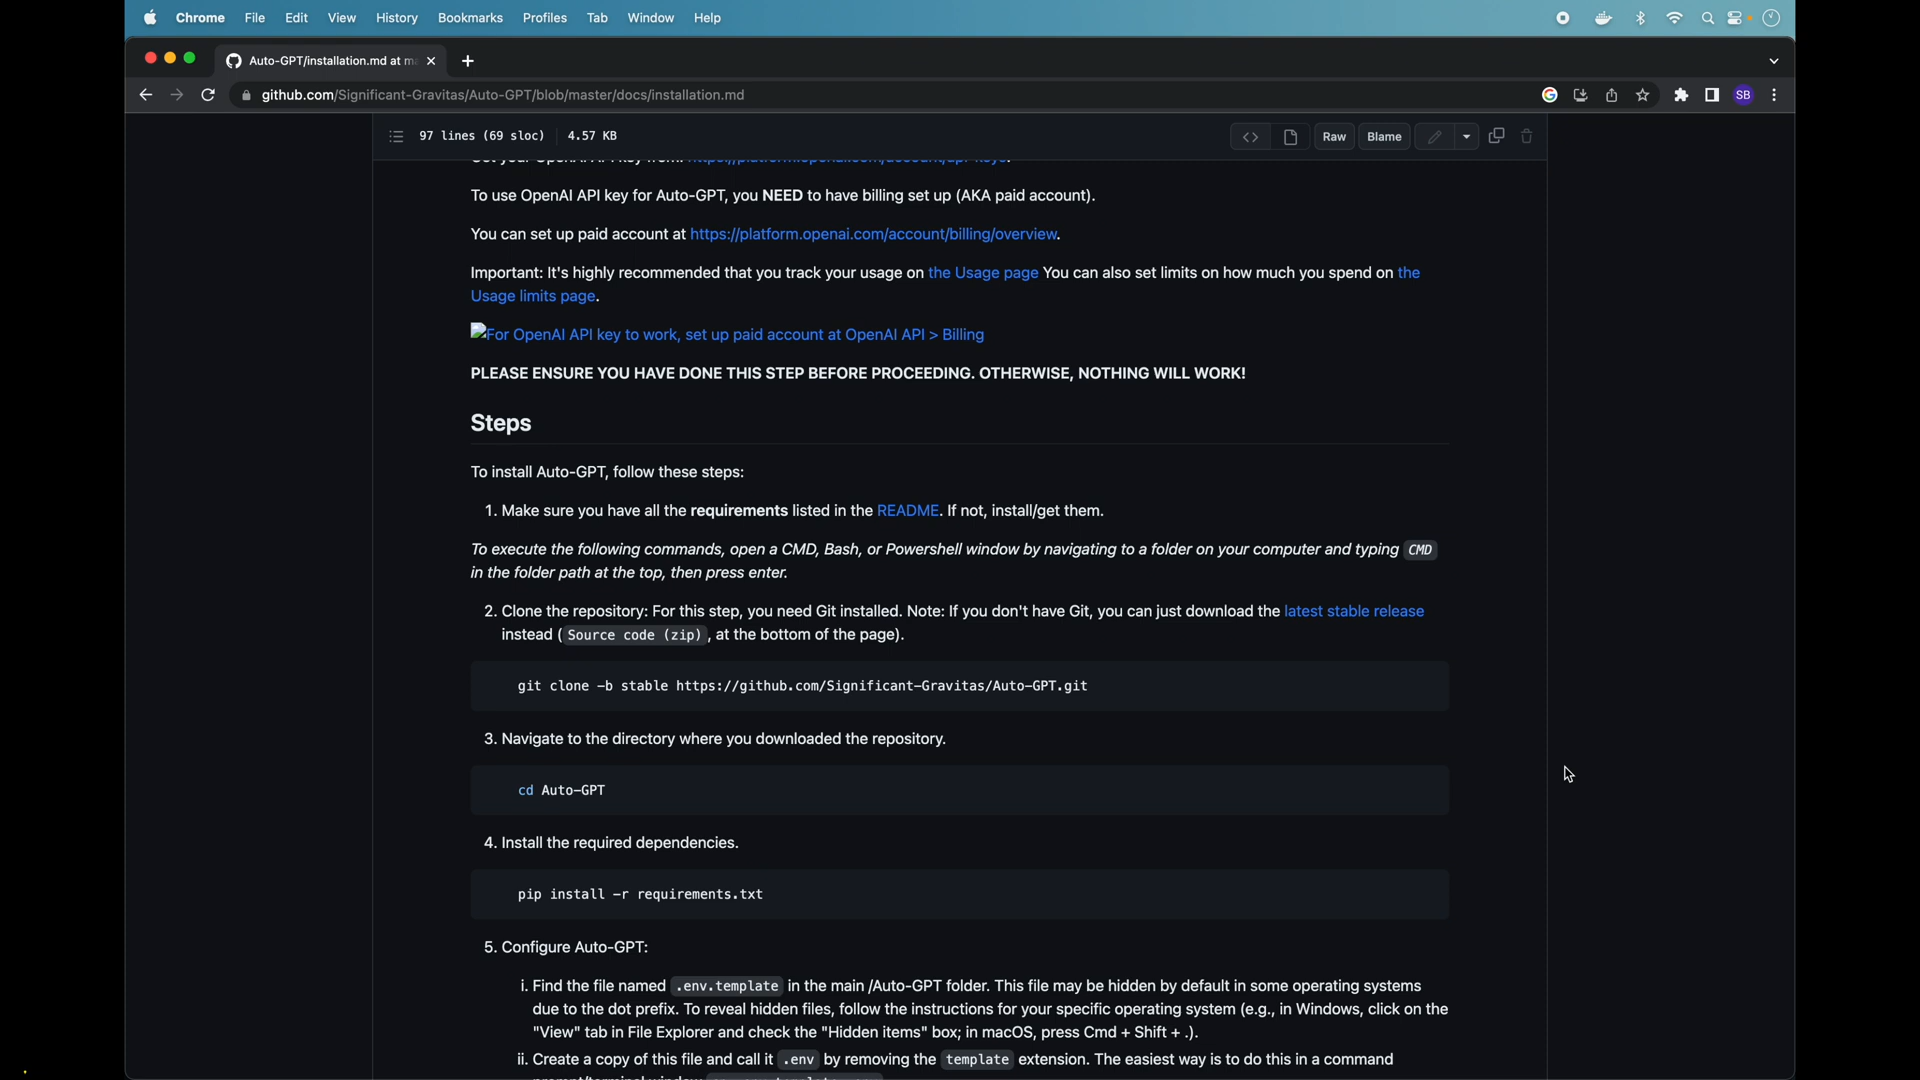 Chrome File Edit View History Bookmarks Profiles Tab Window Help
Auto-GPT/installation.md at ma
github.com/Significant-Gravitas/Auto-GPT/blob/master/docs/installation.md
SB
97 lines (69 sloc) 4.57 KB
Raw Blame
Get your OpenAI API Key from: https://platform.openai.com/account/api-keys.
To use OpenAI API key for Auto-GPT, you NEED to have billing set up (AKA paid account).
You can set up paid account at https://platform.openai.com/account/billing/overview.
Important: It's highly recommended that you track your usage on the Usage page You can also set limits on how much you spend on the
Usage limits page.
For OpenAI API key to work, set up paid account at OpenAI API > Billing
PLEASE ENSURE YOU HAVE DONE THIS STEP BEFORE PROCEEDING. OTHERWISE, NOTHING WILL WORK!
Steps
To install Auto-GPT, follow these steps:
1. Make sure you have all the requirements listed in the README. If not, install/get them.
To execute the following commands, open a CMD, Bash, or Powershell window by navigating to a folder on your computer and typing CMD
in the folder path at the top, then press enter.
2. Clone the repository: For this step, you need Git installed. Note: If you don't have Git, you can just download the latest stable release
instead (Source code (zip), at the bottom of the page).
git clone -b stable https://github.com/Significant-Gravitas/Auto-GPT.git
3. Navigate to the directory where you downloaded the repository.
cd Auto-GPT
4. Install the required dependencies.
pip install -r requirements.txt
5. Configure Auto-GPT:
i. Find the file named .env.template in the main /Auto-GPT folder. This file may be hidden by default in some operating systems
due to the dot prefix. To reveal hidden files, follow the instructions for your specific operating system (e.g., in Windows, click on the
"View" tab in File Explorer and check the "Hidden items" box; in macOS, press Cmd + Shift + .).
ii. Create a copy of this file and call it .env by removing the template extension. The easiest way is to do this in a command